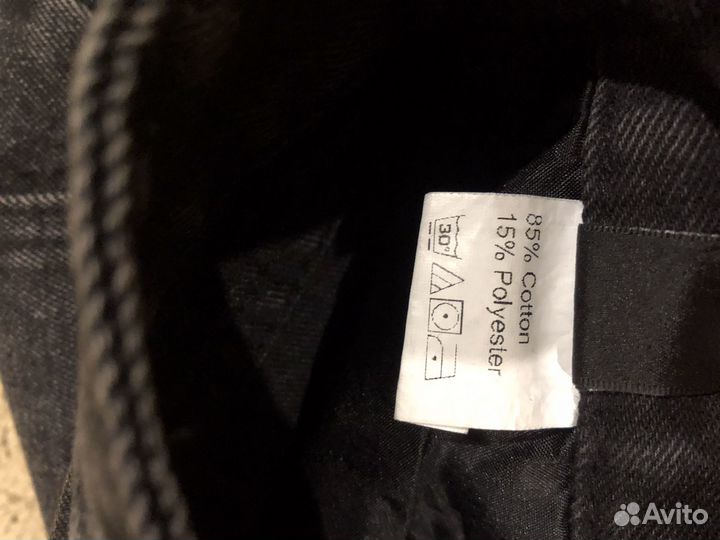 85% Cotton
15% Polyester
30°
Avito